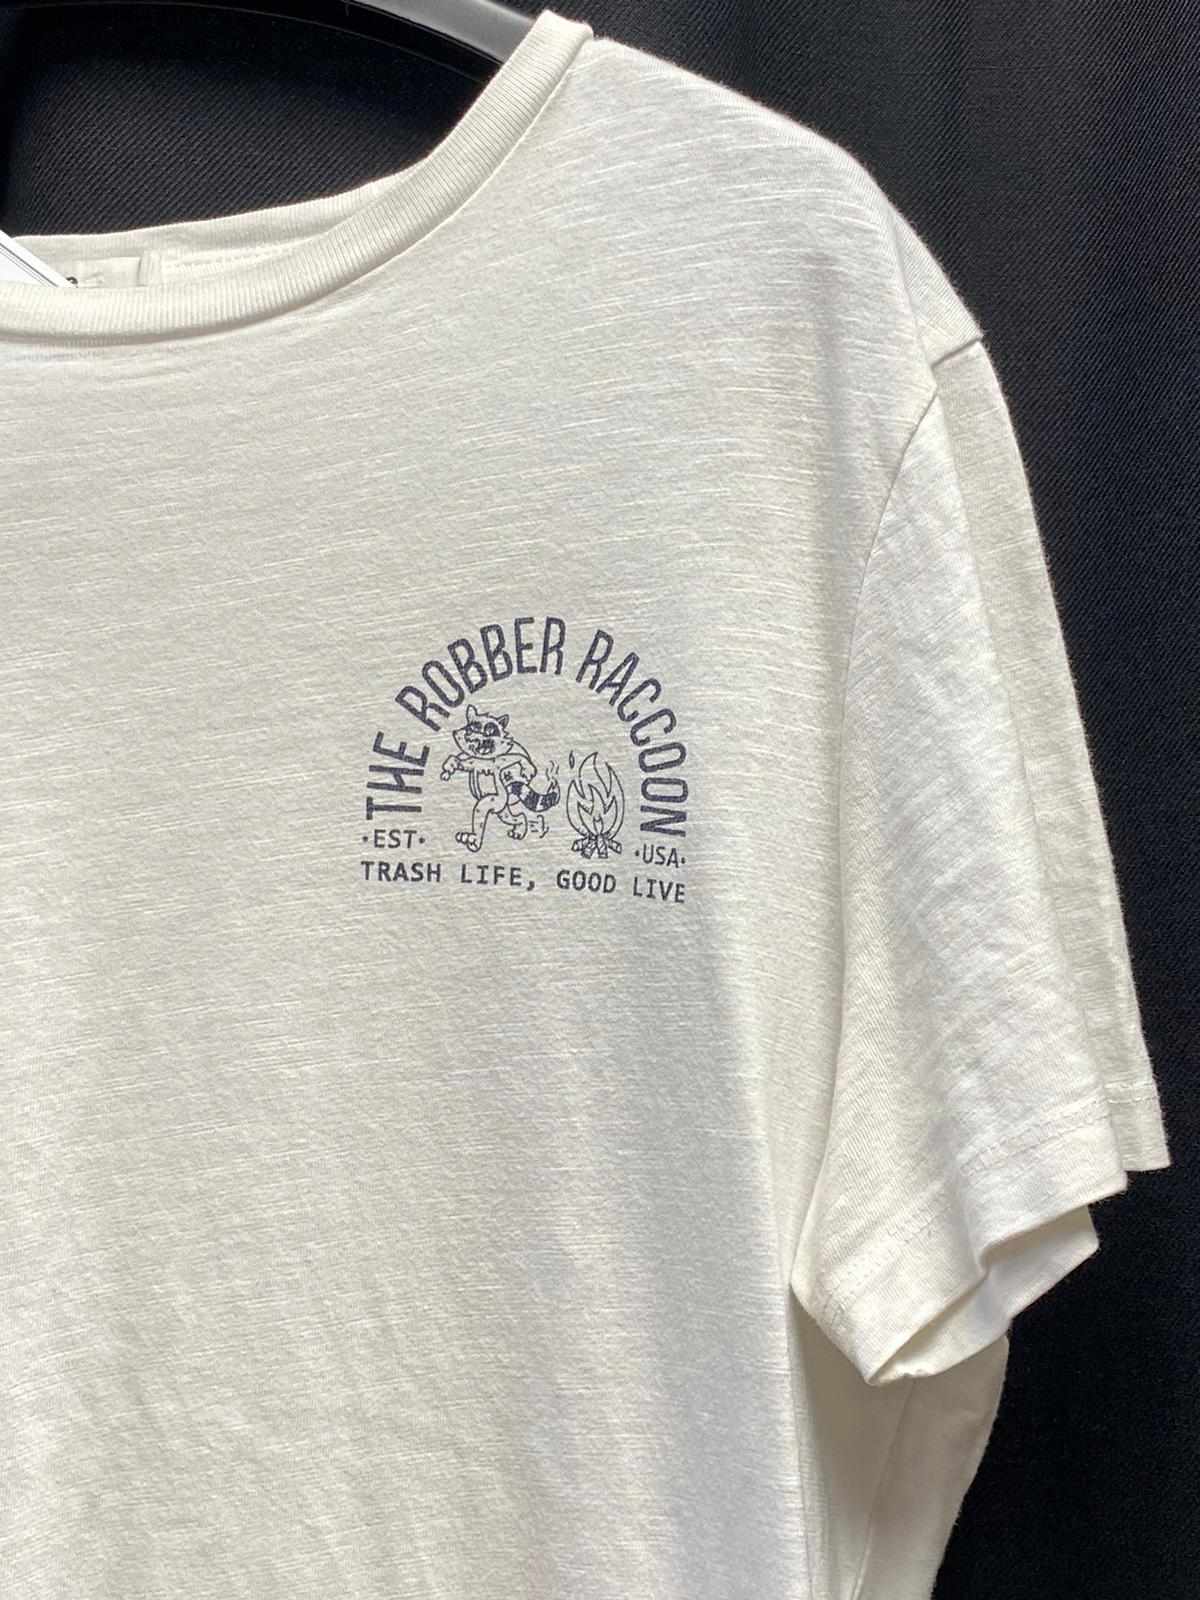 THE ROBBER RACCOON
·EST· ·USA·
TRASH LIFE, GOOD LIVE